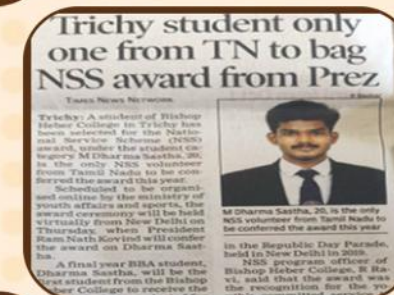 Trichy student only
one from TN to bag
NSS award from Prez
TIMES NEWS NETWORK
Trichy: A student of Bishop
Heber College in Trichy has
been selected for the Natio-
nal Service Scheme (NSS)
award, under the student ca-
tegory. M Dharma Sastha, 20,
is the only NSS volunteer
from Tamil Nadu to be con-
ferred the award this year.
Scheduled to be organi-
sed online by the ministry of
youth affairs and sports, the
award ceremony will be held
virtually from New Delhi on
Thursday, when President
Ram Nath Kovind will confer
the award on Dharma Sast-
ha.
A final year BBA student,
Dharma Sastha, will be the
first student from the Bishop
Heber College to receive the
M Dharma Sastha, 20, is the only
NSS volunteer from Tamil Nadu to
be conferred the award this year
in the Republic Day Parade,
held in New Delhi in 2019.
NSS program officer of
Bishop Heber College, R Ra-
vi, said that the award was
the recognition for the yo-